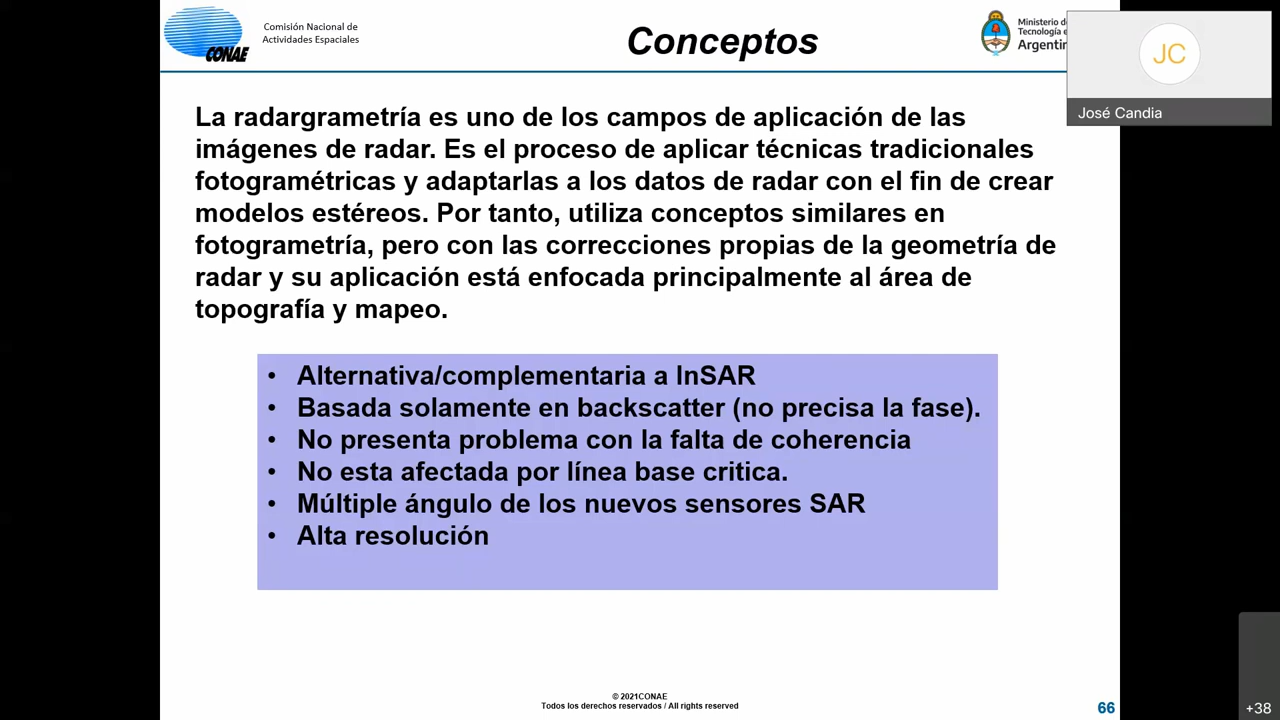 Comisión Nacional de
Actividades Espaciales
CONAE
Conceptos
Ministerio de
Tecnología e
Argentin
JC
José Candia
La radargrametría es uno de los campos de aplicación de las
imágenes de radar. Es el proceso de aplicar técnicas tradicionales
fotogramétricas y adaptarlas a los datos de radar con el fin de crear
modelos estéreos. Por tanto, utiliza conceptos similares en
fotogrametría, pero con las correcciones propias de la geometría de
radar y su aplicación está enfocada principalmente al área de
topografía y mapeo.
• Alternativa/complementaria a InSAR
• Basada solamente en backscatter (no precisa la fase).
• No presenta problema con la falta de coherencia
• No esta afectada por línea base critica.
• Múltiple ángulo de los nuevos sensores SAR
• Alta resolución
© 2021CONAE
Todos los derechos reservados / All rights reserved
66
+38